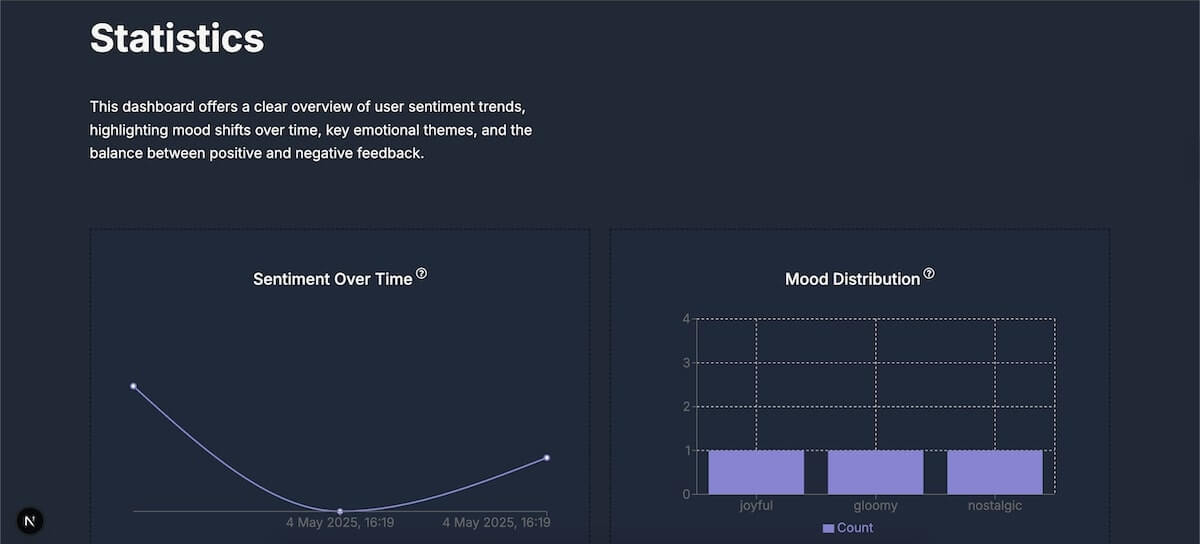 Statistics
This dashboard offers a clear overview of user sentiment trends,
highlighting mood shifts over time, key emotional themes, and the
balance between positive and negative feedback.
Sentiment Over Time ?
4 May 2025, 16:19 4 May 2025, 16:19
Mood Distribution ?
4
3
2
1
0
joyful gloomy nostalgic
Count
N